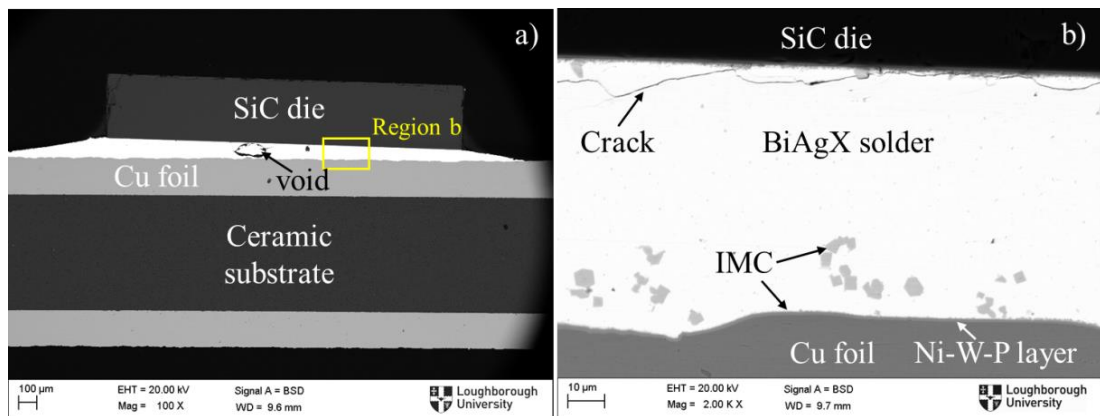 a)
SiC die
Region b
void
Cu foil
Ceramic
substrate
100 µm
EHT = 20.00 kV
Mag = 100 X
Signal A = BSD
WD = 9.6 mm
Loughborough
University
b)
SiC die
Crack
BiAgX solder
IMC
Cu foil
Ni-W-P layer
10 µm
EHT = 20.00 kV
Mag = 2.00 K X
Signal A = BSD
WD = 9.7 mm
Loughborough
University